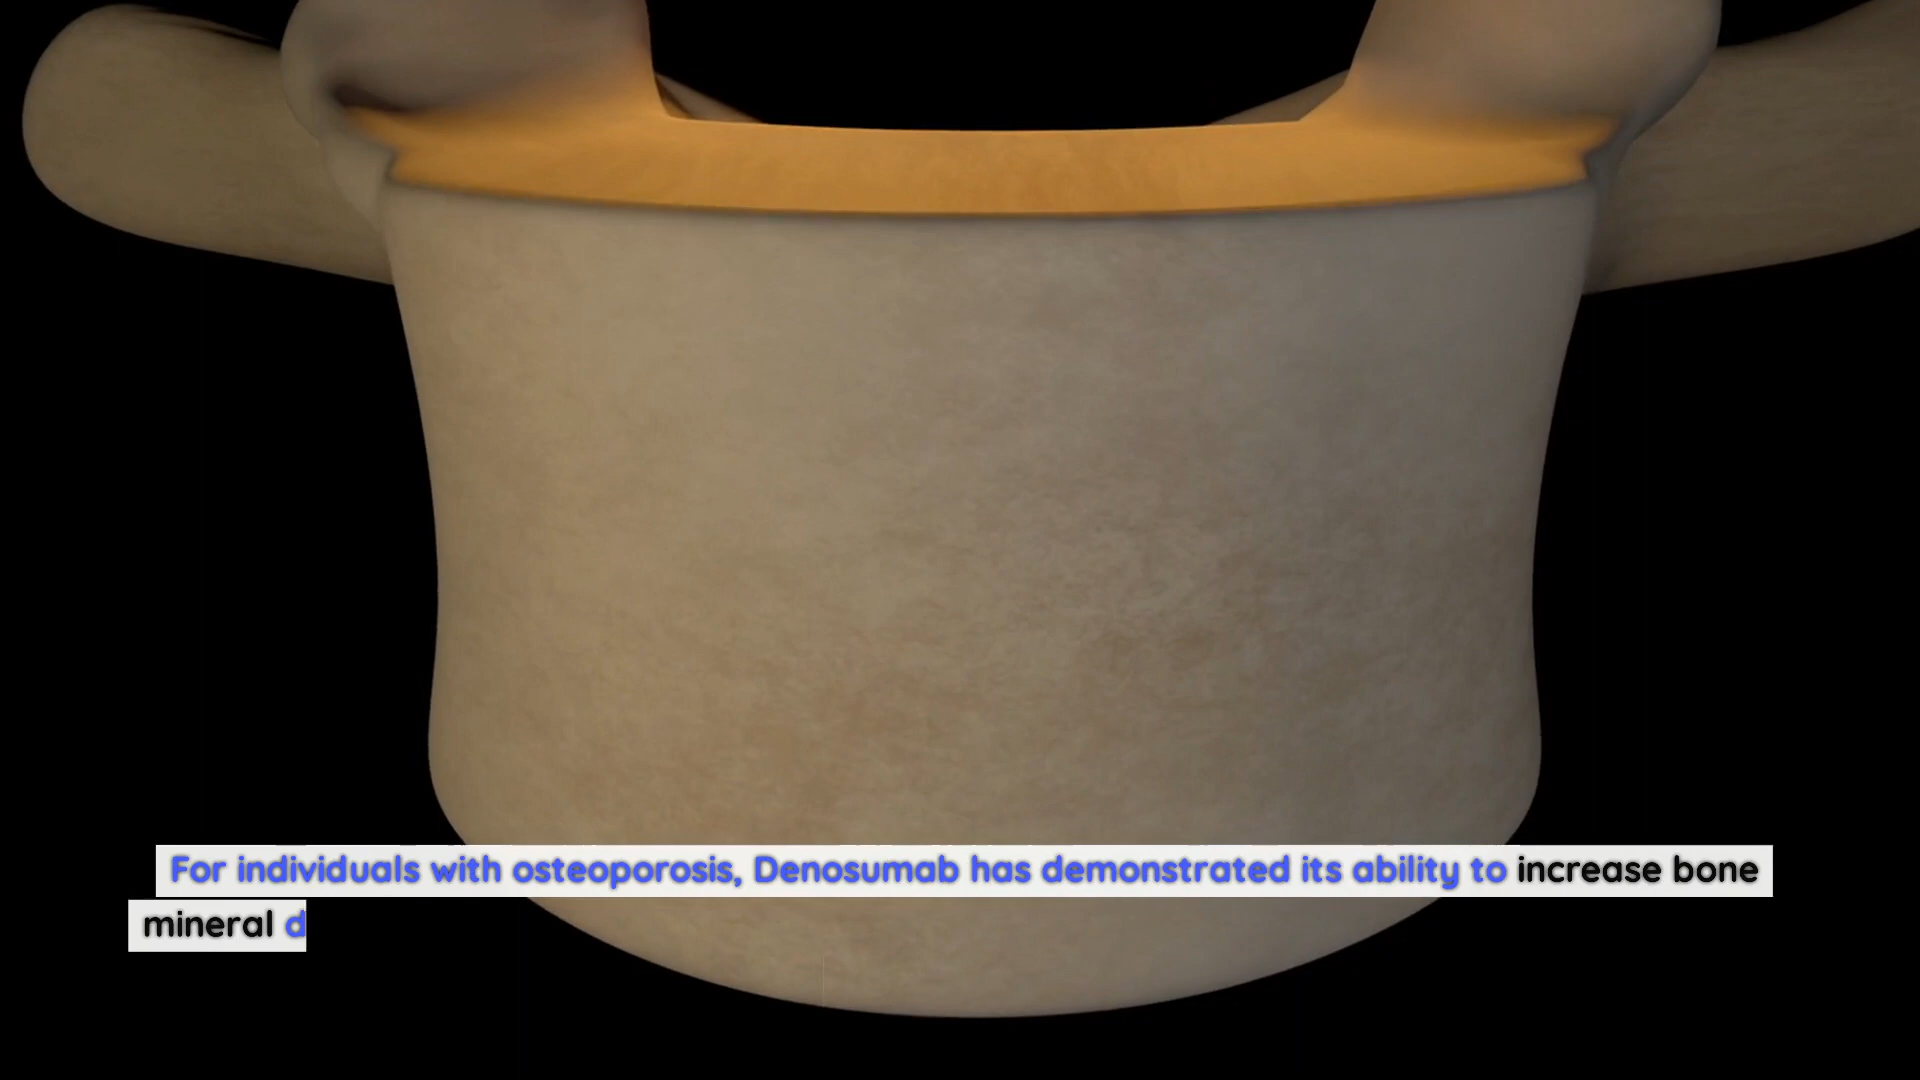 For individuals with osteoporosis, Denosumab has demonstrated its ability to increase bone
mineral d